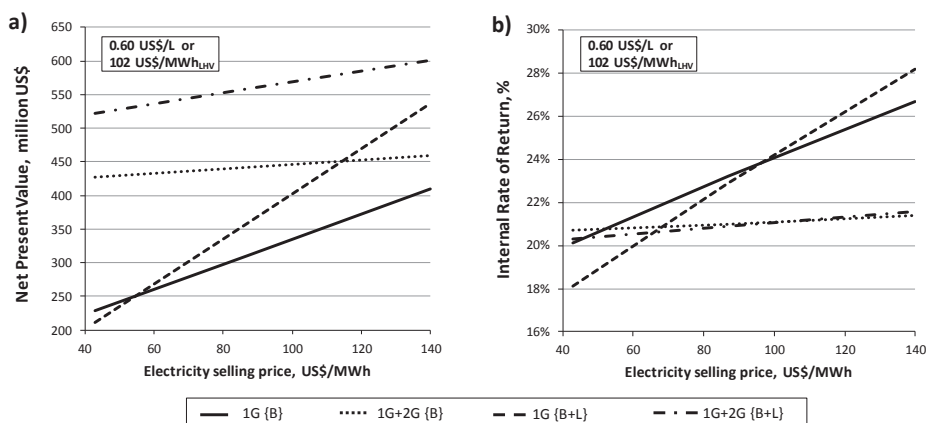 a)
0.60 US$/L or
102 US$/MWhLHV
Net Present Value, million US$
650
600
550
500
450
400
350
300
250
200
40 60 80 100 120 140
Electricity selling price, US$/MWh
b)
0.60 US$/L or
102 US$/MWhLHV
Internal Rate of Return, %
30%
28%
26%
24%
22%
20%
18%
16%
40 60 80 100 120 140
Electricity selling price, US$/MWh
1G {B} 1G+2G {B} 1G {B+L} 1G+2G {B+L}